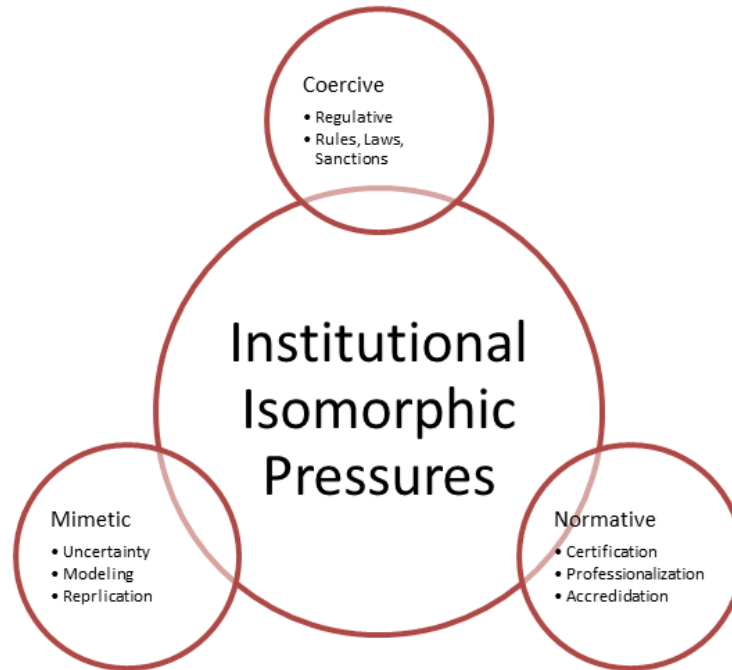 Coercive
• Regulative
• Rules, Laws,
Sanctions
Institutional
Isomorphic
Pressures
Mimetic
• Uncertainty
• Modeling
• Reprlication
Normative
• Certification
• Professionalization
• Accredidation